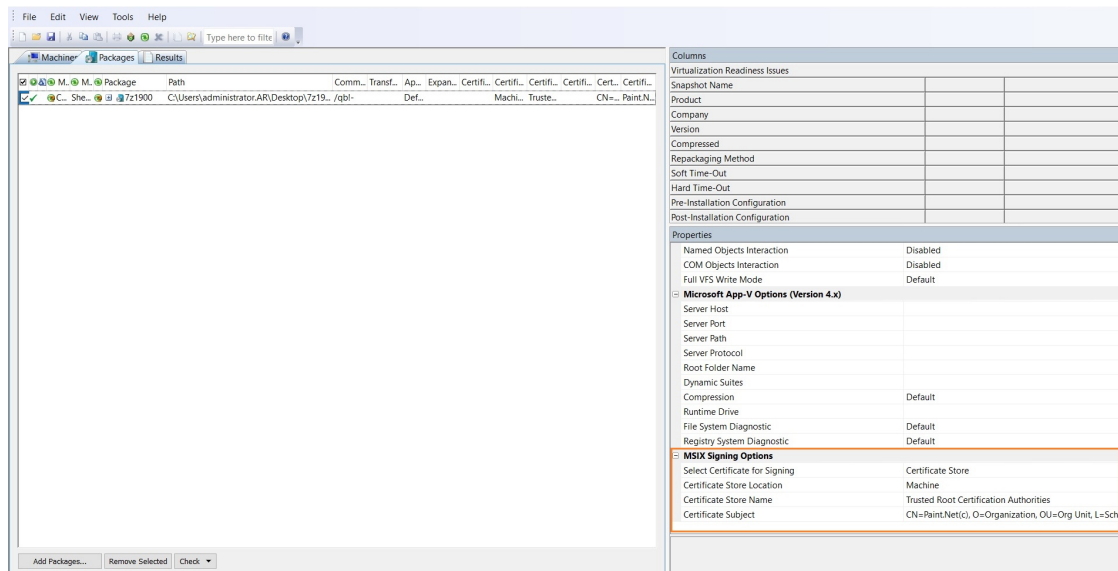 File Edit View Tools Help
Type here to filte
Machines Packages Results
M.. M.. Package Path Comm... Transf... Ap... Expan... Certifi... Certifi... Certifi... Certifi... Cert... Certifi...
C... She... 7z1900 C:\Users\administrator.AR\Desktop\7z19... /qb!- Def... Machi... Truste... CN=... Paint.N...
Add Packages... Remove Selected Check
Columns
Virtualization Readiness Issues
Snapshot Name
Product
Company
Version
Compressed
Repackaging Method
Soft Time-Out
Hard Time-Out
Pre-Installation Configuration
Post-Installation Configuration
Properties
Named Objects Interaction Disabled
COM Objects Interaction Disabled
Full VFS Write Mode Default
Microsoft App-V Options (Version 4.x)
Server Host
Server Port
Server Path
Server Protocol
Root Folder Name
Dynamic Suites
Compression Default
Runtime Drive
File System Diagnostic Default
Registry System Diagnostic Default
MSIX Signing Options
Select Certificate for Signing Certificate Store
Certificate Store Location Machine
Certificate Store Name Trusted Root Certification Authorities
Certificate Subject CN=Paint.Net(c), O=Organization, OU=Org Unit, L=Sch